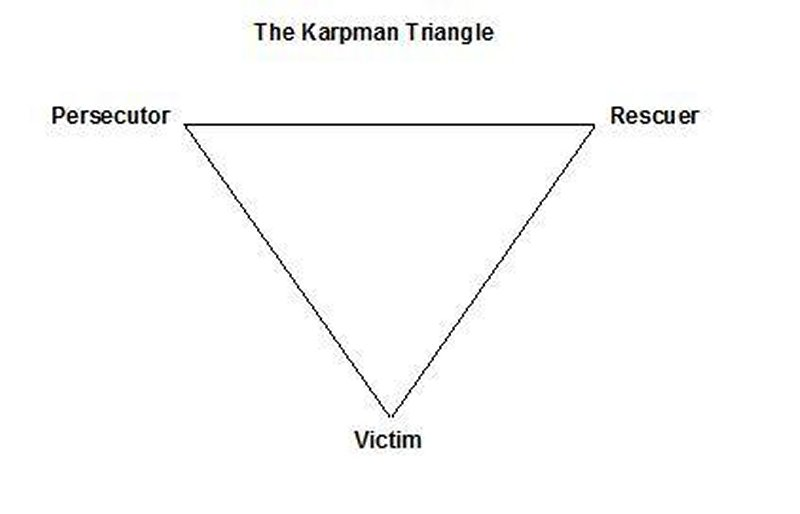 The Karpman Triangle
Persecutor
Rescuer
Victim